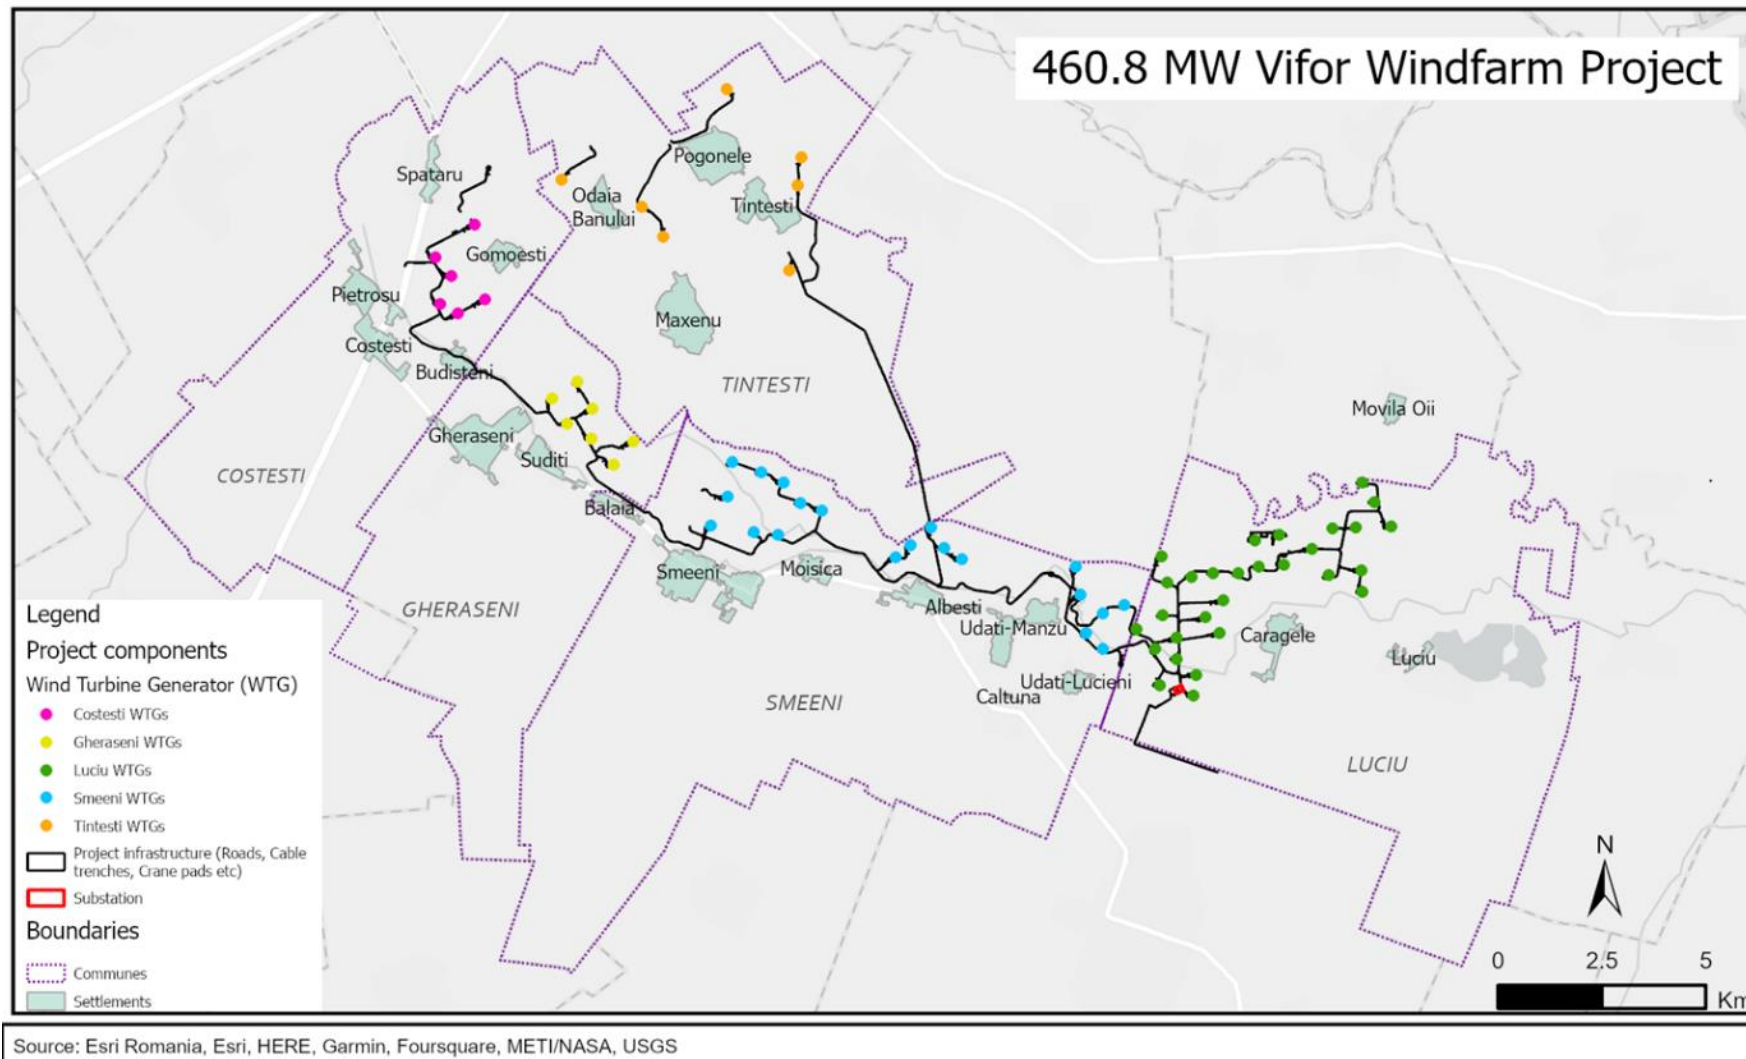 460.8 MW Vifor Windfarm Project
Spataru
Pogonele
Odaia
Banului
Tintesti
Gomoesti
Pietrosu
Maxenu
Costesti
Budisteni
TINTESTI
Movila Oii
Gheraseni
Suditi
COSTESTI
Balaia
Smeeni
Moisica
GHERASENI
Albesti
Udati-Manzu
Caragele
Luciu
Udati-Lucieni
Caltuna
SMEENI
LUCIU
Legend
Project components
Wind Turbine Generator (WTG)
Costesti WTGs
Gheraseni WTGs
Luciu WTGs
Smeeni WTGs
Tintesti WTGs
Project infrastructure (Roads, Cable
trenches, Crane pads etc)
Substation
Boundaries
Communes
Settlements
N
0 2.5 5
Km
Source: Esri Romania, Esri, HERE, Garmin, Foursquare, METI/NASA, USGS